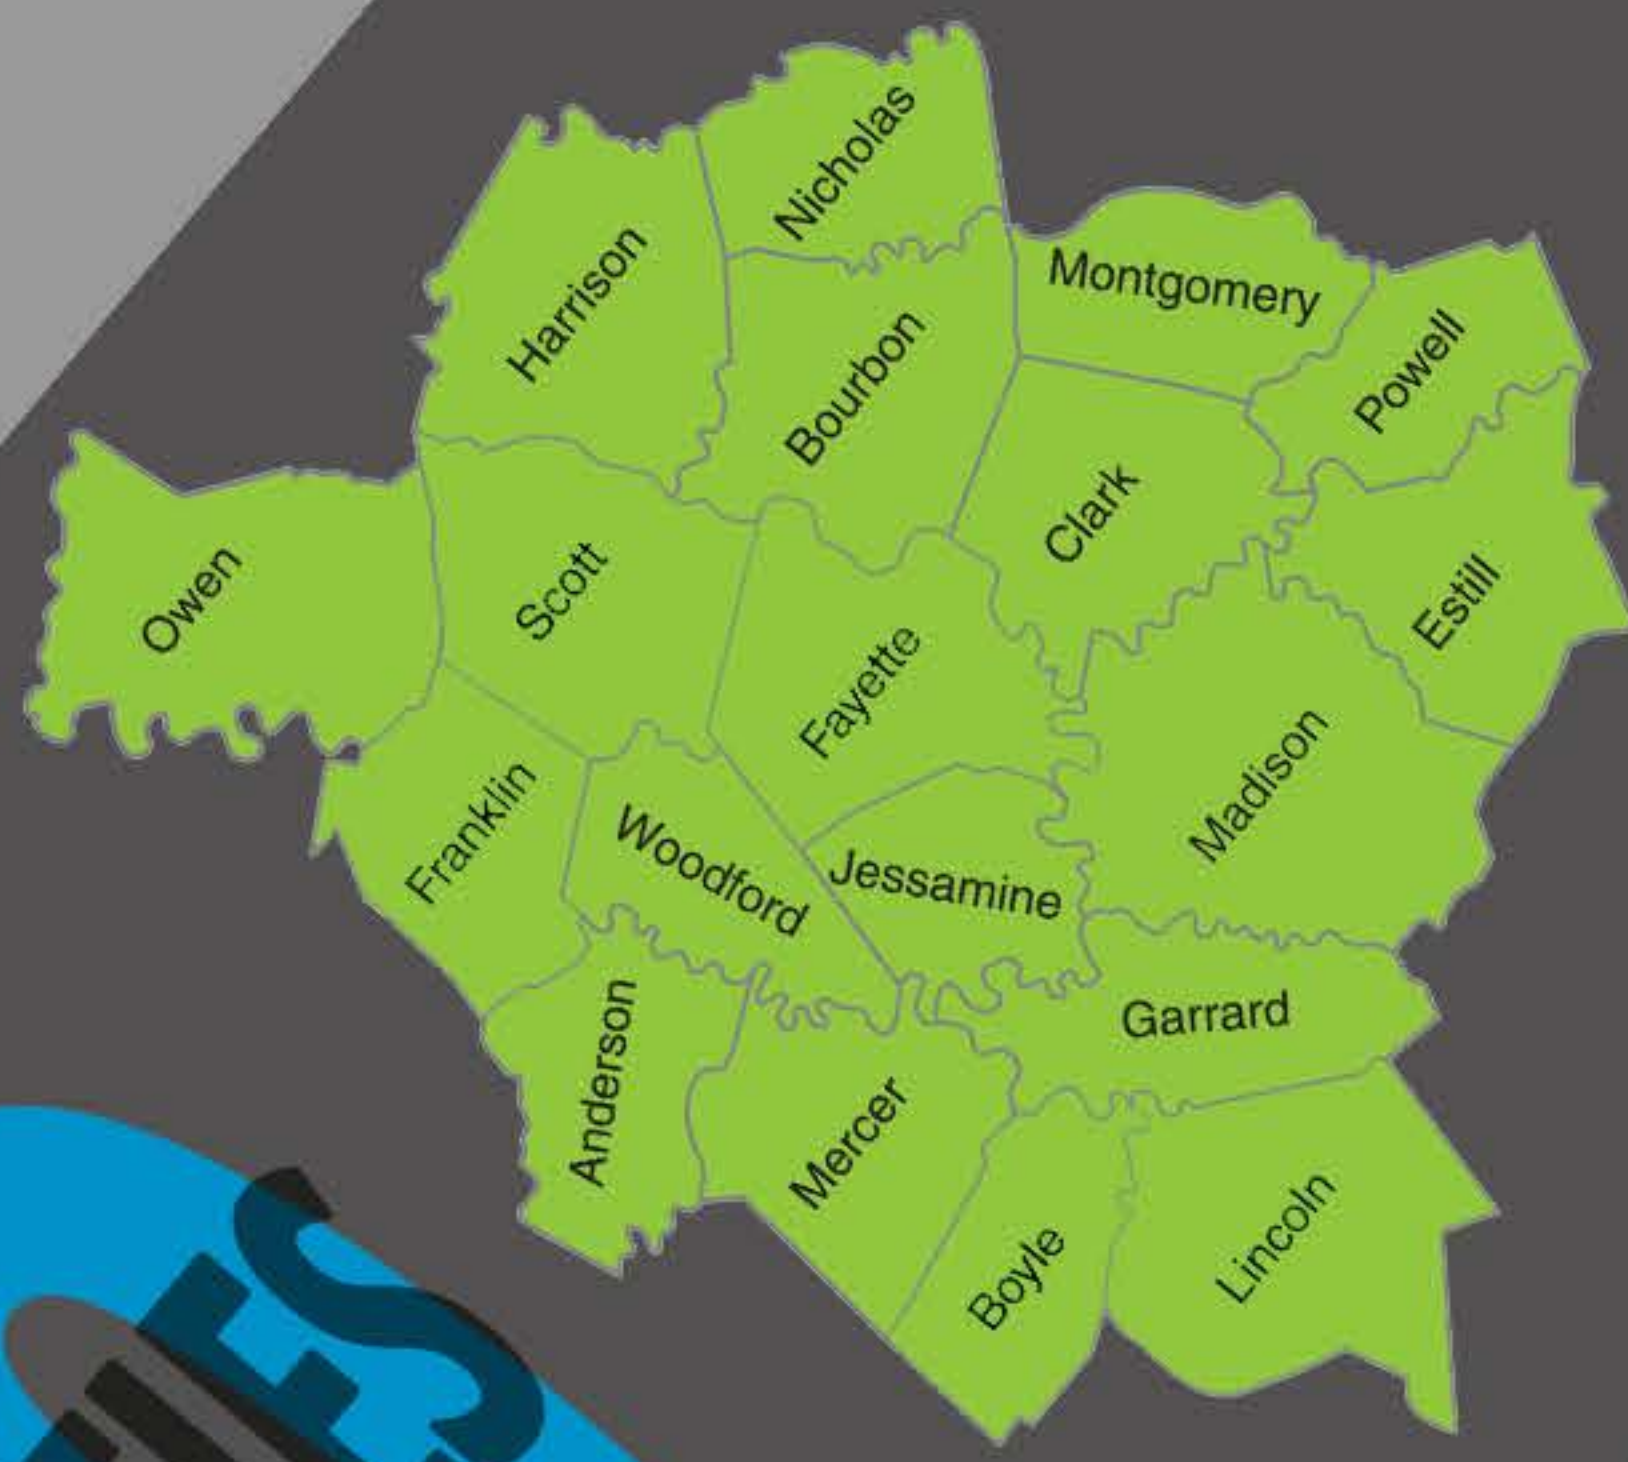 Nicholas
Harrison
Montgomery
Bourbon
Powell
Clark
Owen
Scott
Estill
Fayette
Madison
Franklin
Woodford
Jessamine
Garrard
Anderson
Mercer
Lincoln
Boyle